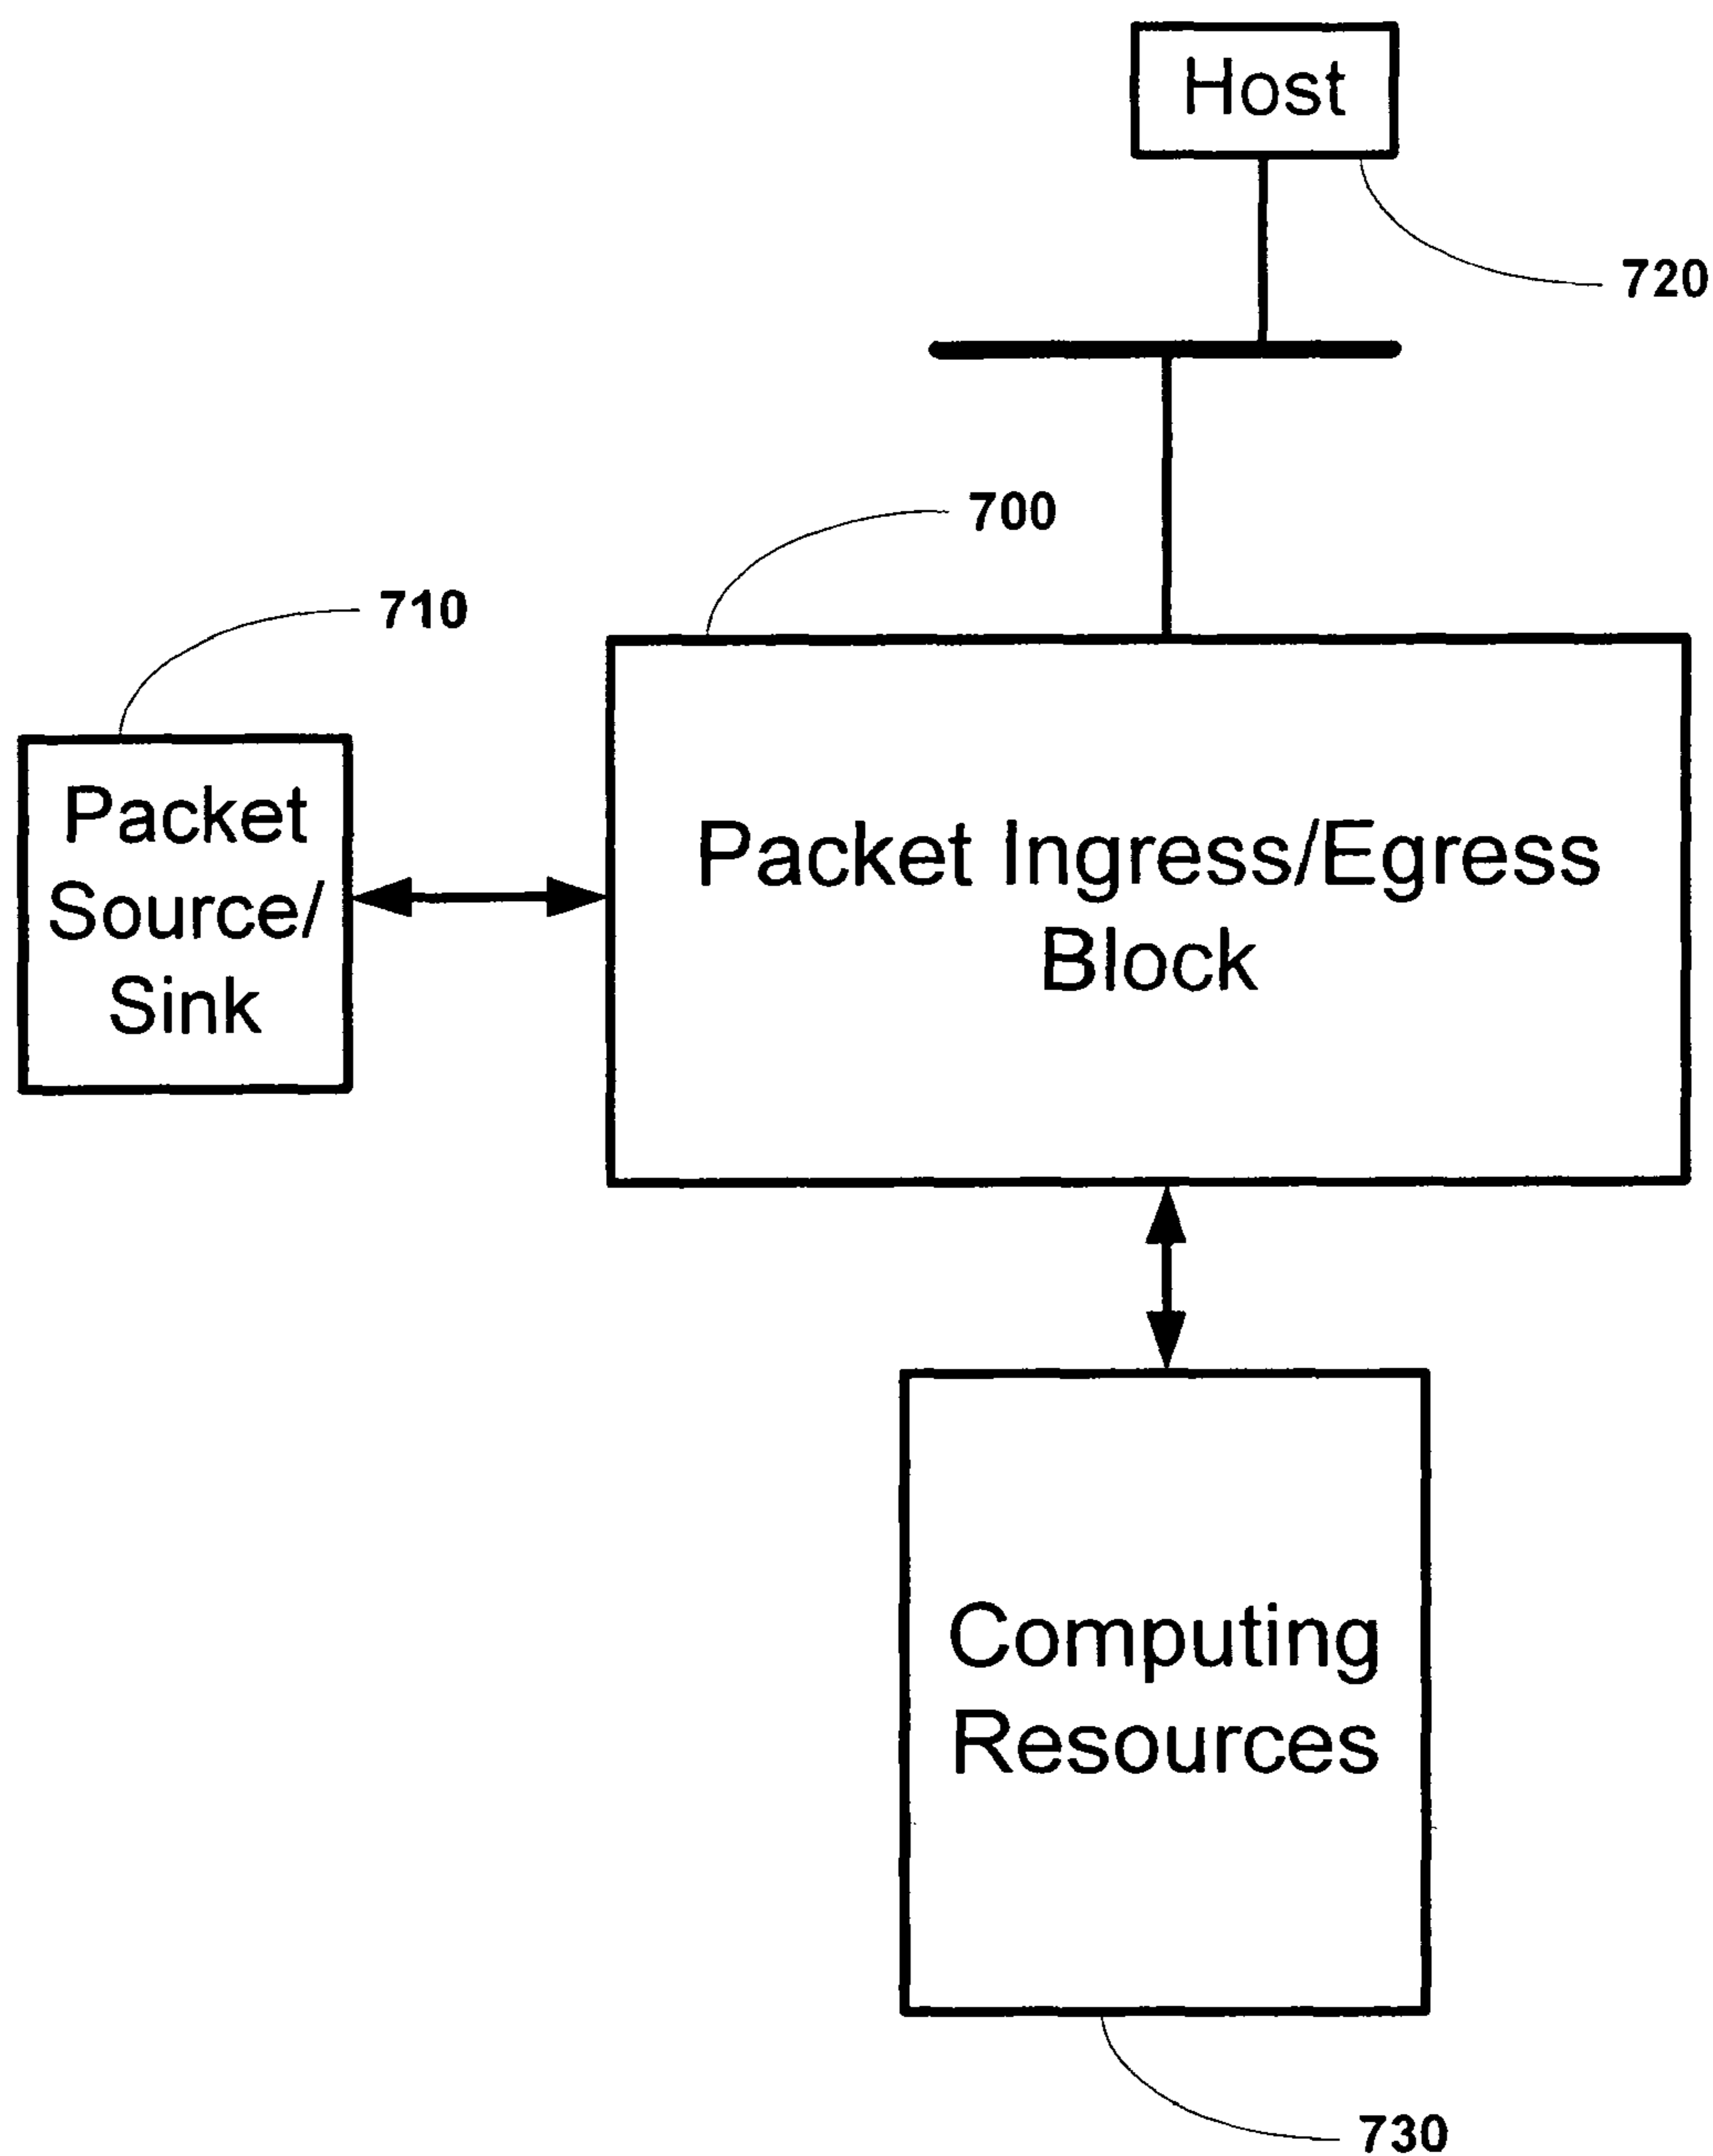 Host
720
700
710
Packet
Source/
Sink
Packet Ingress/Egress
Block
Computing
Resources
730